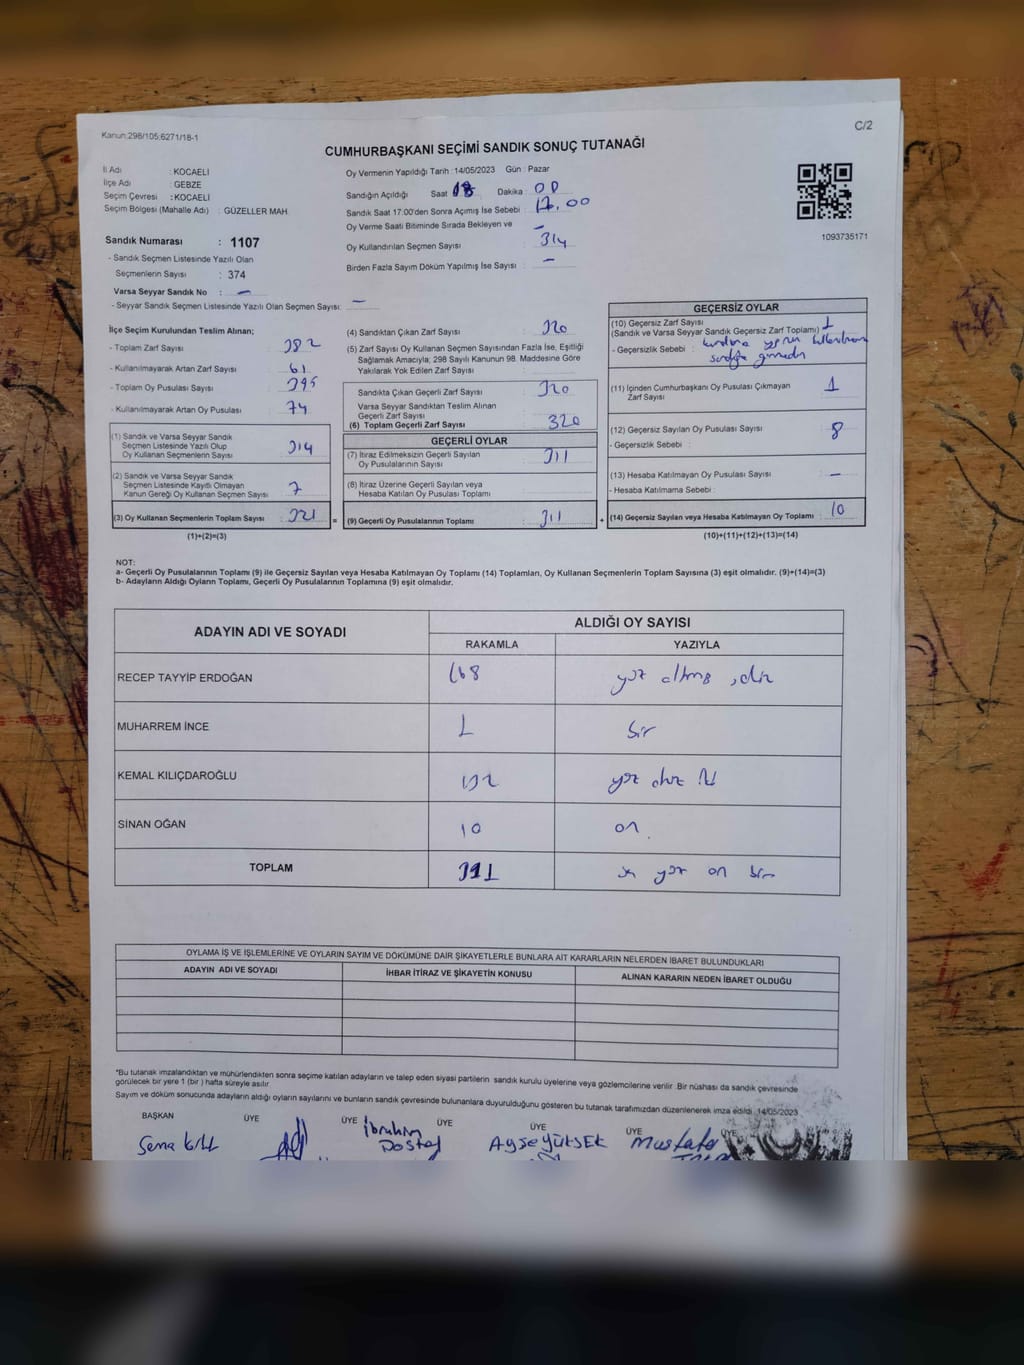 Kanun:298/105;6271/18-1
C/2
CUMHURBAŞKANI SEÇİMİ SANDIK SONUÇ TUTANAĞI
İli Adı : KOCAELİ
İlçe Adı : GEBZE
Seçim Çevresi : KOCAELİ
Seçim Bölgesi (Mahalle Adı) : GÜZELLER MAH.
Sandık Numarası : 1107
- Sandık Seçmen Listesinde Yazılı Olan
Seçmenlerin Sayısı : 374
Varsa Seyyar Sandık No : –
- Seyyar Sandık Seçmen Listesinde Yazılı Olan Seçmen Sayısı: –
Oy Vermenin Yapıldığı Tarih :14/05/2023 Gün : Pazar
Sandığın Açıldığı Saat 18 Dakika 00
Sandık Saat 17:00'den Sonra Açımış İse Sebebi : 17.00
Oy Verme Saati Bitiminde Sırada Bekleyen ve –
Oy Kullandırılan Seçmen Sayısı 314
Birden Fazla Sayım Döküm Yapılmış İse Sayısı : –
1093735171
İlçe Seçim Kurulundan Teslim Alınan;
- Toplam Zarf Sayısı : 382
- Kullanılmayarak Artan Zarf Sayısı : 61
- Toplam Oy Pusulası Sayısı : 395
- Kullanılmayarak Artan Oy Pusulası : 74
(1) Sandık ve Varsa Seyyar Sandık
Seçmen Listesinde Yazılı Olup
Oy Kullanan Seçmenlerin Sayısı : 314
(2) Sandık ve Varsa Seyyar Sandık
Seçmen Listesinde Kayıtlı Olmayan
Kanun Gereği Oy Kullanan Seçmen Sayısı : 7
(3) Oy Kullanan Seçmenlerin Toplam Sayısı : 321 =
(1)+(2)=(3)
(4) Sandıktan Çıkan Zarf Sayısı : 320
(5) Zarf Sayısı Oy Kullanan Seçmen Sayısından Fazla İse, Eşitliği
Sağlamak Amacıyla; 298 Sayılı Kanunun 98. Maddesine Göre
Yakılarak Yok Edilen Zarf Sayısı :
Sandıkta Çıkan Geçerli Zarf Sayısı : 320
Varsa Seyyar Sandıktan Teslim Alınan
Geçerli Zarf Sayısı :
(6) Toplam Geçerli Zarf Sayısı : 320
GEÇERLİ OYLAR
(7) İtiraz Edilmeksizin Geçerli Sayılan
Oy Pusulalarının Sayısı : 311
(8) İtiraz Üzerine Geçerli Sayılan veya
Hesaba Katılan Oy Pusulası Toplamı :
(9) Geçerli Oy Pusulalarının Toplamı : 311 +
GEÇERSİZ OYLAR
(10) Geçersiz Zarf Sayısı
(Sandık ve Varsa Seyyar Sandık Geçersiz Zarf Toplamı) : 1
- Geçersizlik Sebebi :
(11) İçinden Cumhurbaşkanı Oy Pusulası Çıkmayan
Zarf Sayısı : 1
(12) Geçersiz Sayılan Oy Pusulası Sayısı : 8
- Geçersizlik Sebebi :
(13) Hesaba Katılmayan Oy Pusulası Sayısı : –
- Hesaba Katılmama Sebebi :
(14) Geçersiz Sayılan veya Hesaba Katılmayan Oy Toplamı : 10
(10)+(11)+(12)+(13)=(14)
NOT:
a- Geçerli Oy Pusulalarının Toplamı (9) ile Geçersiz Sayılan veya Hesaba Katılmayan Oy Toplamı (14) Toplamları, Oy Kullanan Seçmenlerin Toplam Sayısına (3) eşit olmalıdır. (9)+(14)=(3)
b- Adayların Aldığı Oyların Toplamı, Geçerli Oy Pusulalarının Toplamına (9) eşit olmalıdır.
ADAYIN ADI VE SOYADI
ALDIĞI OY SAYISI
RAKAMLA YAZIYLA
RECEP TAYYİP ERDOĞAN 168 yüz altmış sekiz
MUHARREM İNCE 1 bir
KEMAL KILIÇDAROĞLU 132 yüz otuz iki
SİNAN OĞAN 10 on
TOPLAM 311 üç yüz on bir
OYLAMA İŞ VE İŞLEMLERİNE VE OYLARIN SAYIM VE DÖKÜMÜNE DAİR ŞİKAYETLERLE BUNLARA AİT KARARLARIN NELERDEN İBARET BULUNDUKLARI
ADAYIN ADI VE SOYADI İHBAR İTİRAZ VE ŞİKAYETİN KONUSU ALINAN KARARIN NEDEN İBARET OLDUĞU
*Bu tutanak imzalandıktan ve mühürlendikten sonra seçime katılan adayların ve talep eden siyasi partilerin sandık kurulu üyelerine veya gözlemcilerine verilir. Bir nüshası da sandık çevresinde
görülecek bir yere 1 (bir ) hafta süreyle asılır.
Sayım ve döküm sonucunda adayların aldığı oyların sayılarını ve bunların sandık çevresinde bulunanlara duyurulduğunu gösteren bu tutanak tarafımızdan düzenlenerek imza edildi. 14/05/2023
BAŞKAN ÜYE ÜYE ÜYE ÜYE ÜYE ÜYE
Sema İbrahim Dostal Ayşe YÜKSEK Mustafa